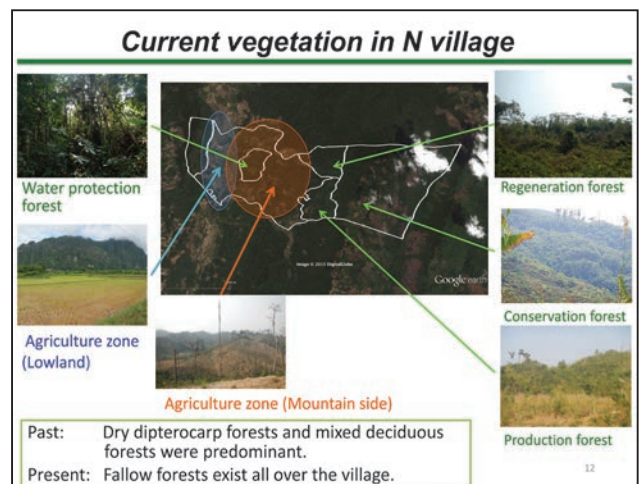 Current vegetation in N village
Water protection
forest
Regeneration forest
Image © 2015 DigitalGlobe
Google earth
Agriculture zone
(Lowland)
Conservation forest
Agriculture zone (Mountain side)
Production forest
Past: Dry dipterocarp forests and mixed deciduous
forests were predominant.
Present: Fallow forests exist all over the village.
12